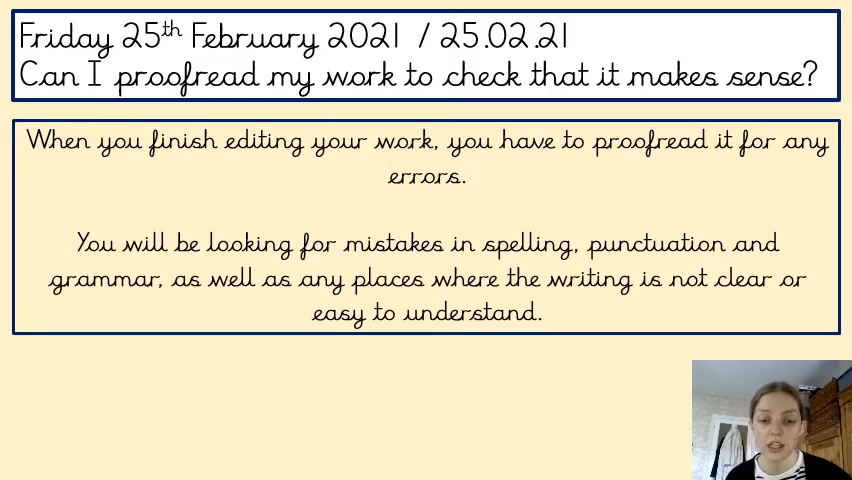 Friday 25th February 2021 / 25.02.21
Can I proofread my work to check that it makes sense?
When you finish editing your work, you have to proofread it for any
errors.
You will be looking for mistakes in spelling, punctuation and
grammar, as well as any places where the writing is not clear or
easy to understand.